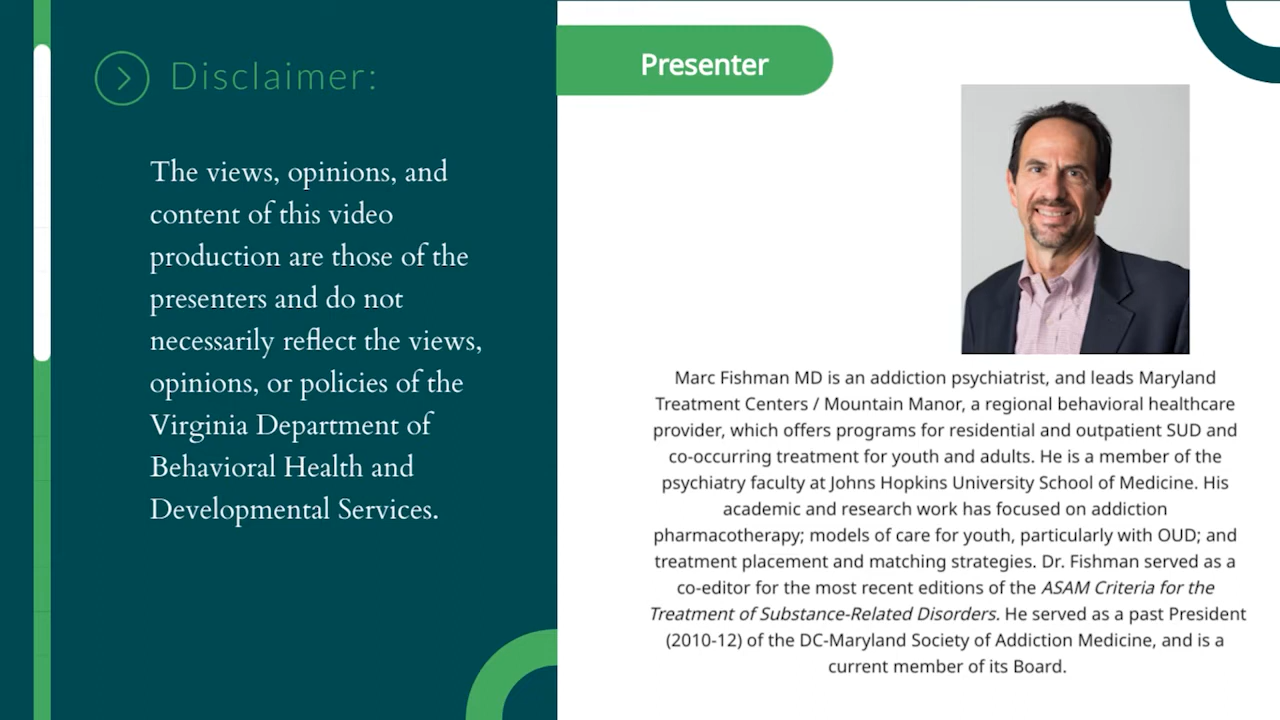 Disclaimer:
The views, opinions, and
content of this video
production are those of the
presenters and do not
necessarily reflect the views,
opinions, or policies of the
Virginia Department of
Behavioral Health and
Developmental Services.
Presenter
Marc Fishman MD is an addiction psychiatrist, and leads Maryland
Treatment Centers / Mountain Manor, a regional behavioral healthcare
provider, which offers programs for residential and outpatient SUD and
co-occurring treatment for youth and adults. He is a member of the
psychiatry faculty at Johns Hopkins University School of Medicine. His
academic and research work has focused on addiction
pharmacotherapy; models of care for youth, particularly with OUD; and
treatment placement and matching strategies. Dr. Fishman served as a
co-editor for the most recent editions of the ASAM Criteria for the
Treatment of Substance-Related Disorders. He served as a past President
(2010-12) of the DC-Maryland Society of Addiction Medicine, and is a
current member of its Board.